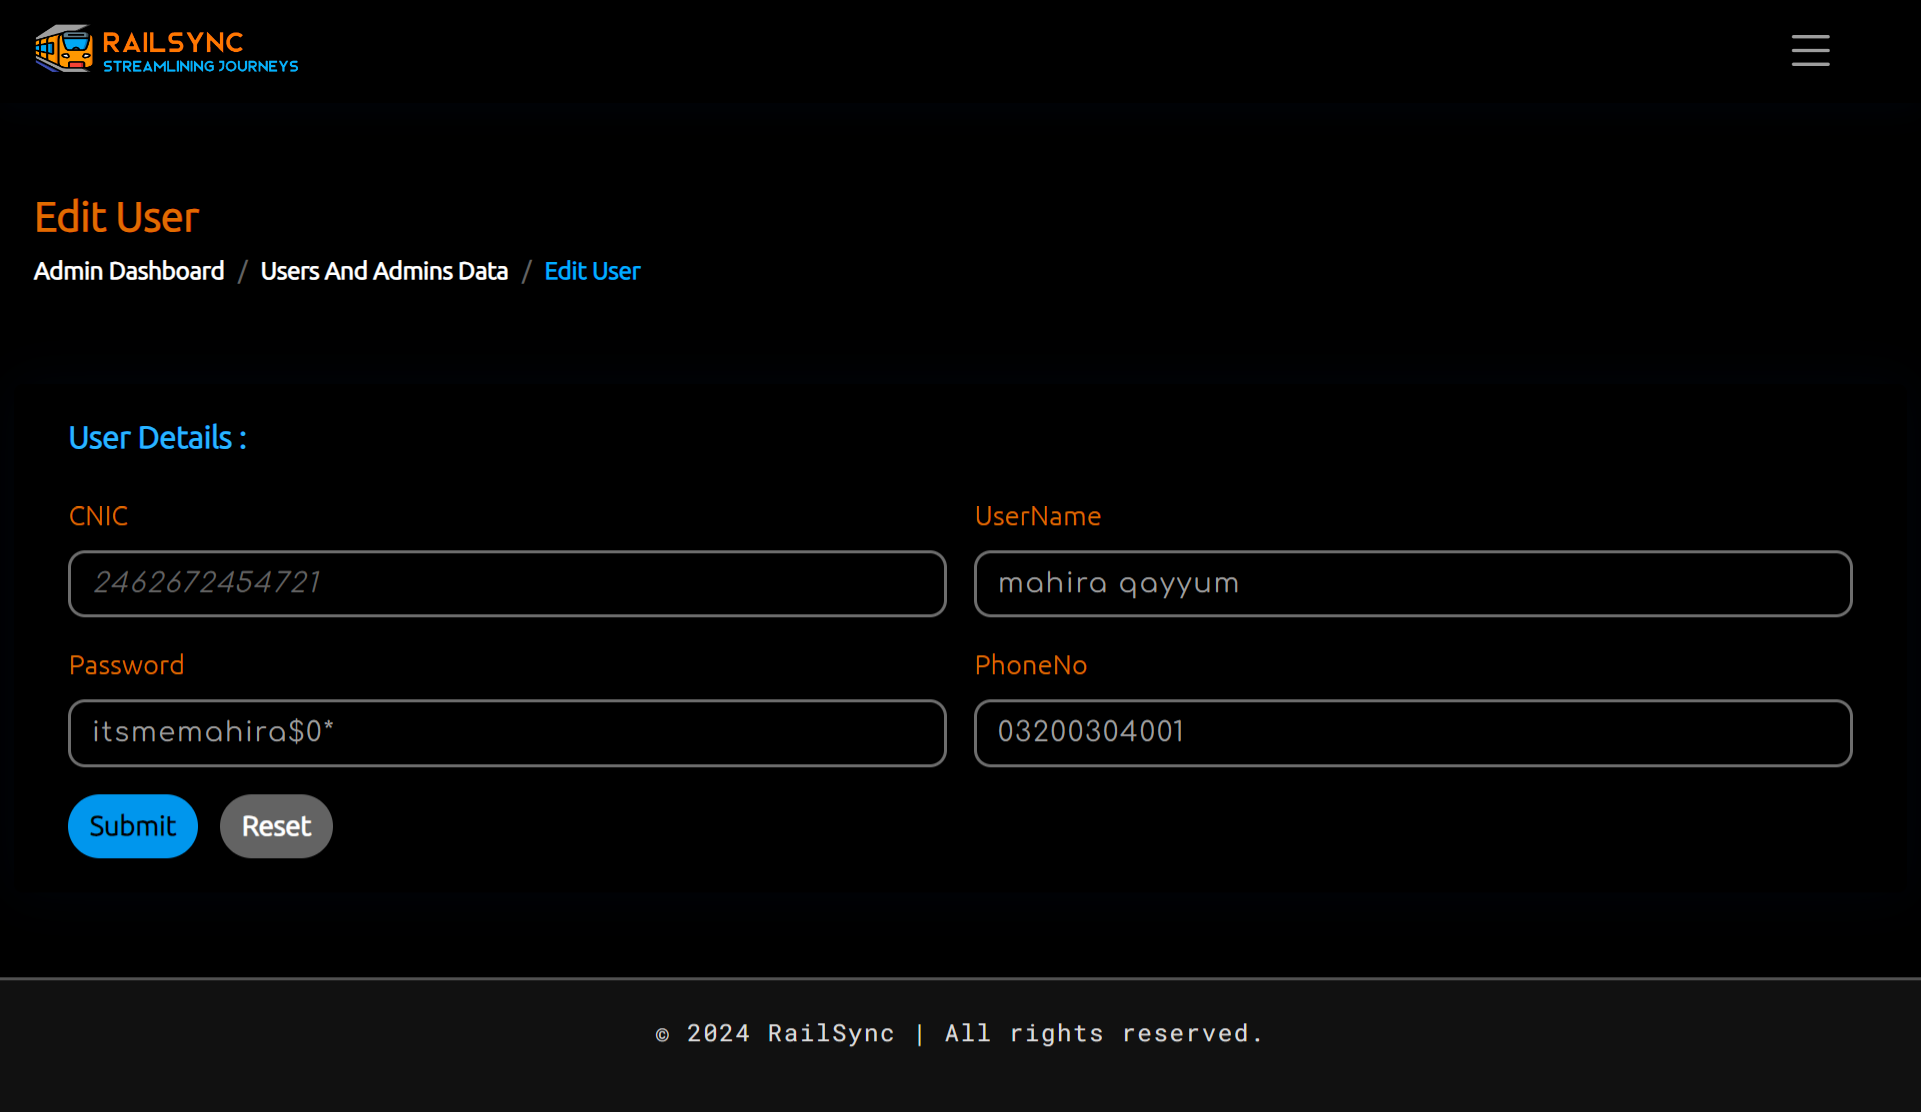 RAILSYNC
STREAMLINING JOURNEYS
Edit User
Admin Dashboard / Users And Admins Data / Edit User
User Details :
CNIC
UserName
2462672454721
mahira qayyum
Password
PhoneNo
itsmemahira$0*
03200304001
Submit
Reset
© 2024 RailSync | All rights reserved.